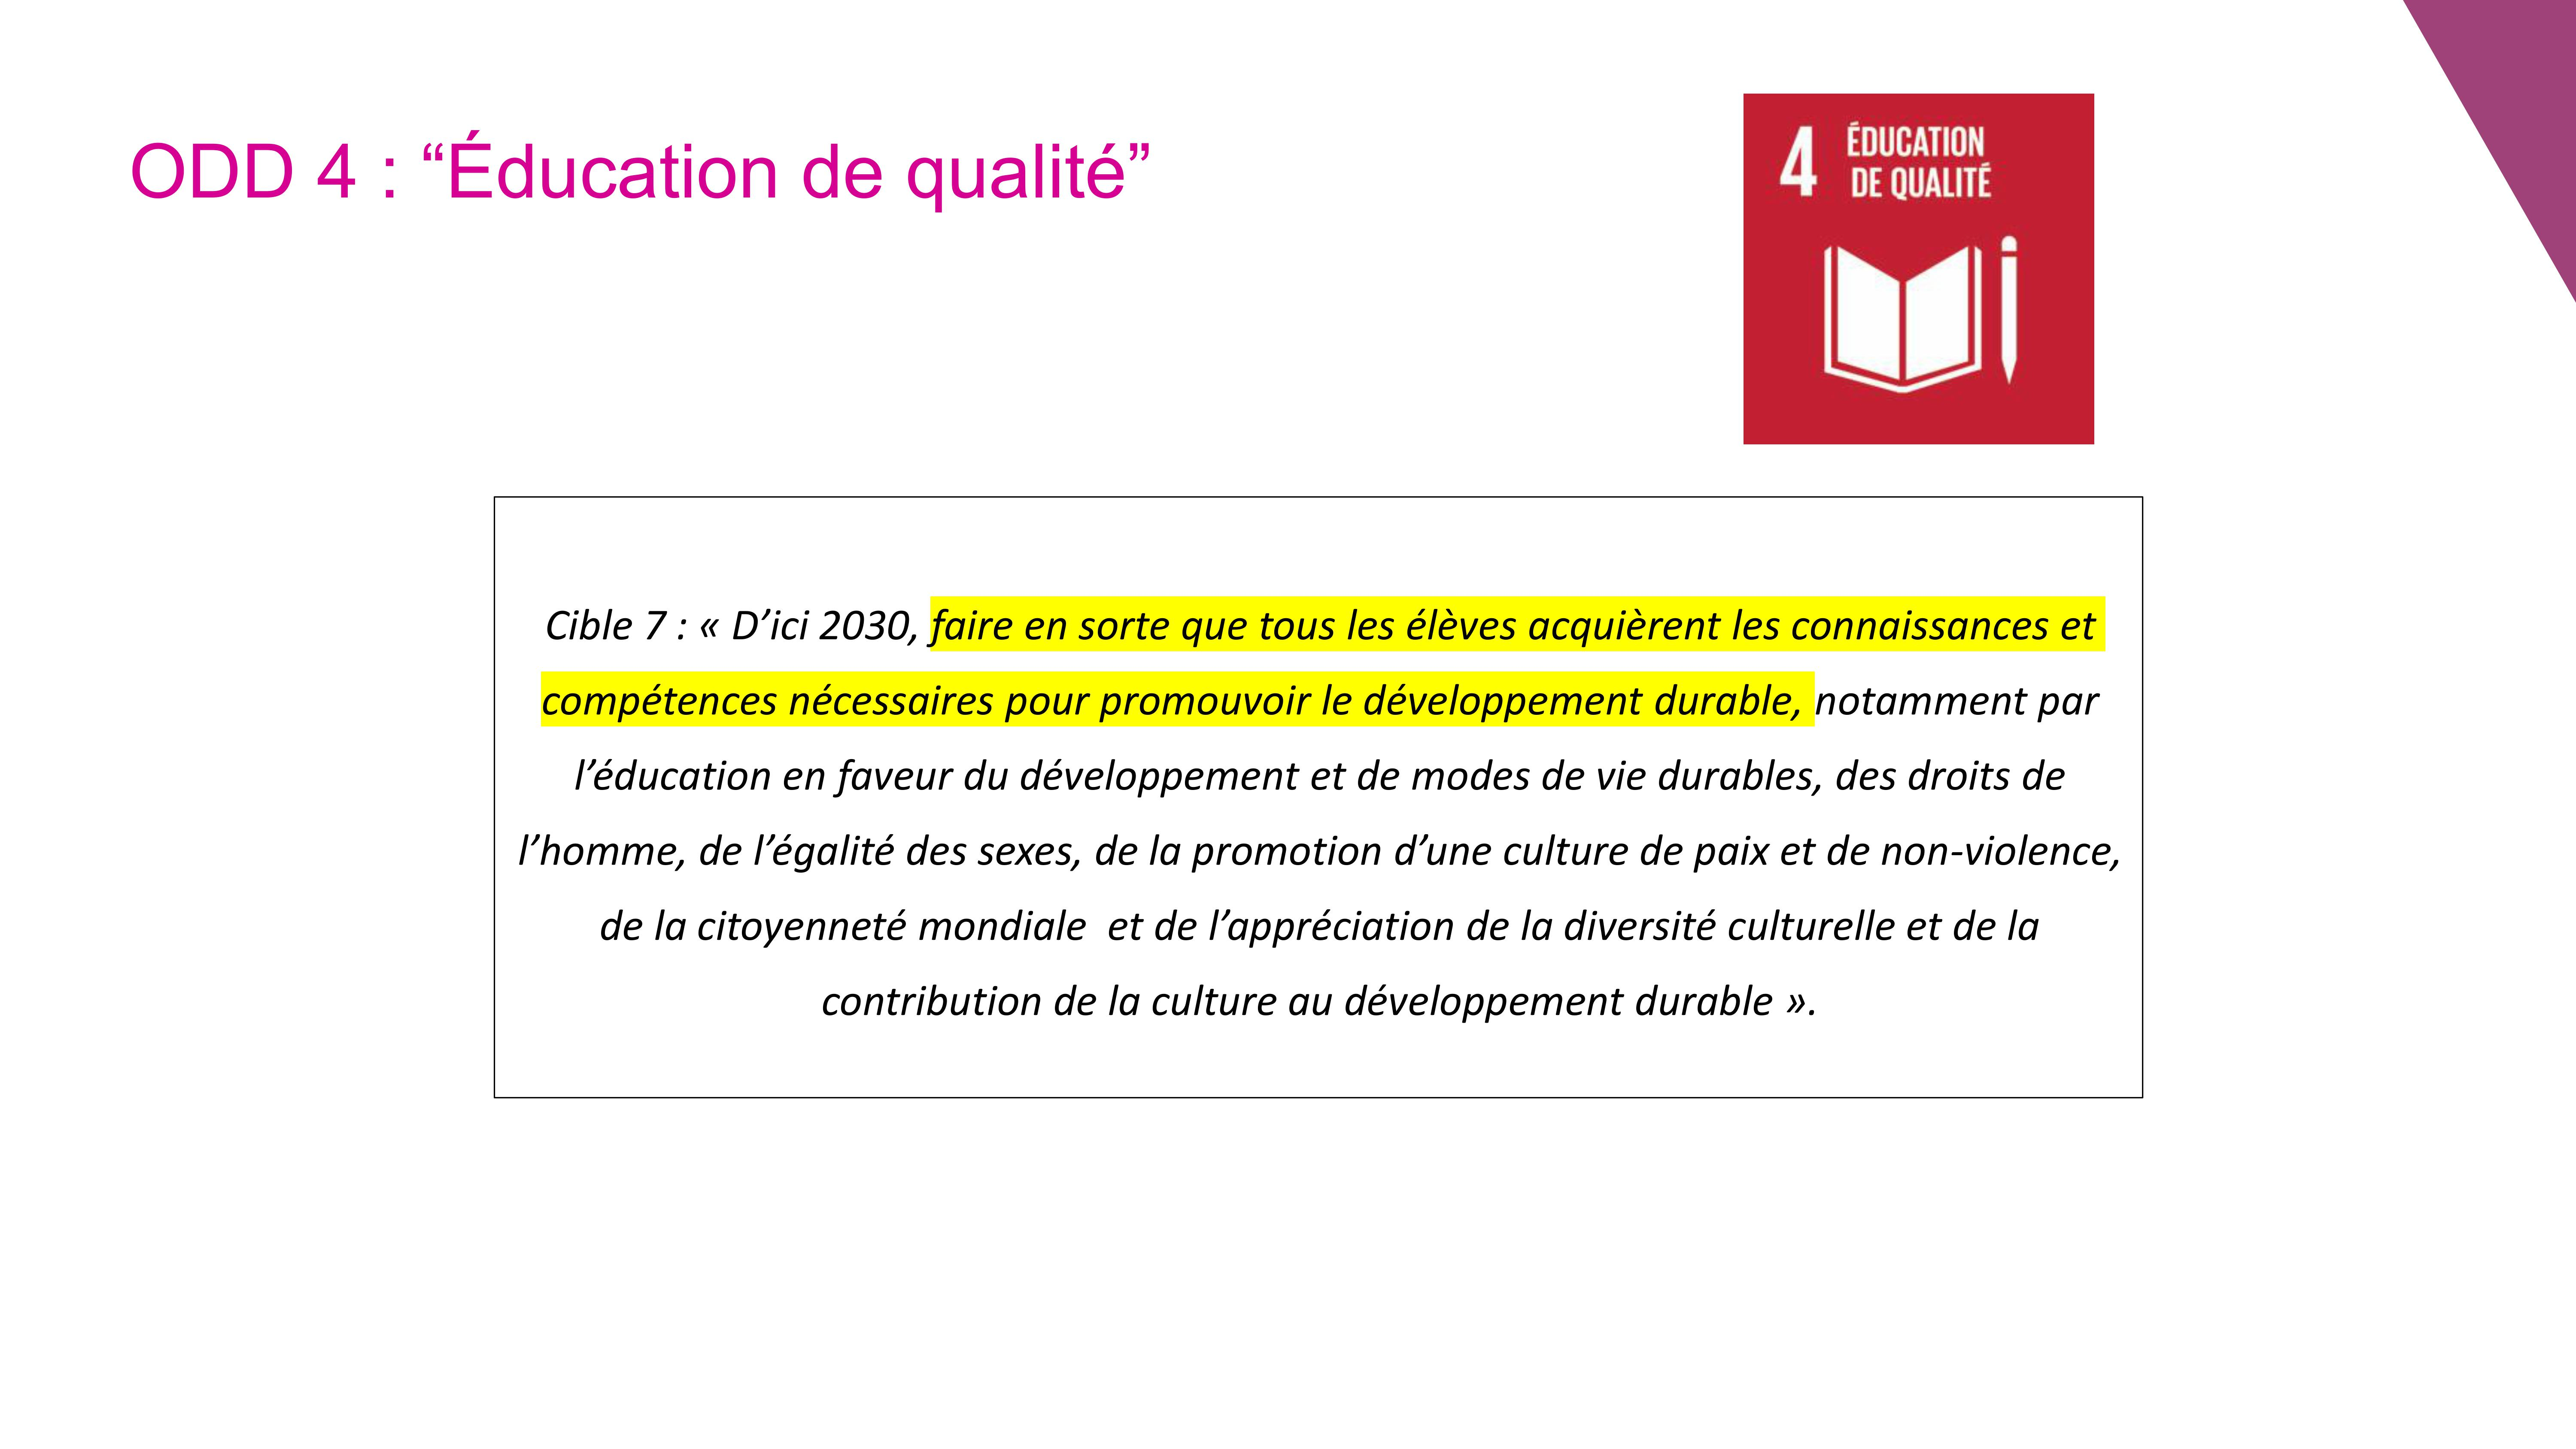 ODD 4 : “Éducation de qualité”
4 ÉDUCATION
DE QUALITÉ
Cible 7 : « D’ici 2030, faire en sorte que tous les élèves acquièrent les connaissances et
compétences nécessaires pour promouvoir le développement durable, notamment par
l’éducation en faveur du développement et de modes de vie durables, des droits de
l’homme, de l’égalité des sexes, de la promotion d’une culture de paix et de non-violence,
de la citoyenneté mondiale  et de l’appréciation de la diversité culturelle et de la
contribution de la culture au développement durable ».